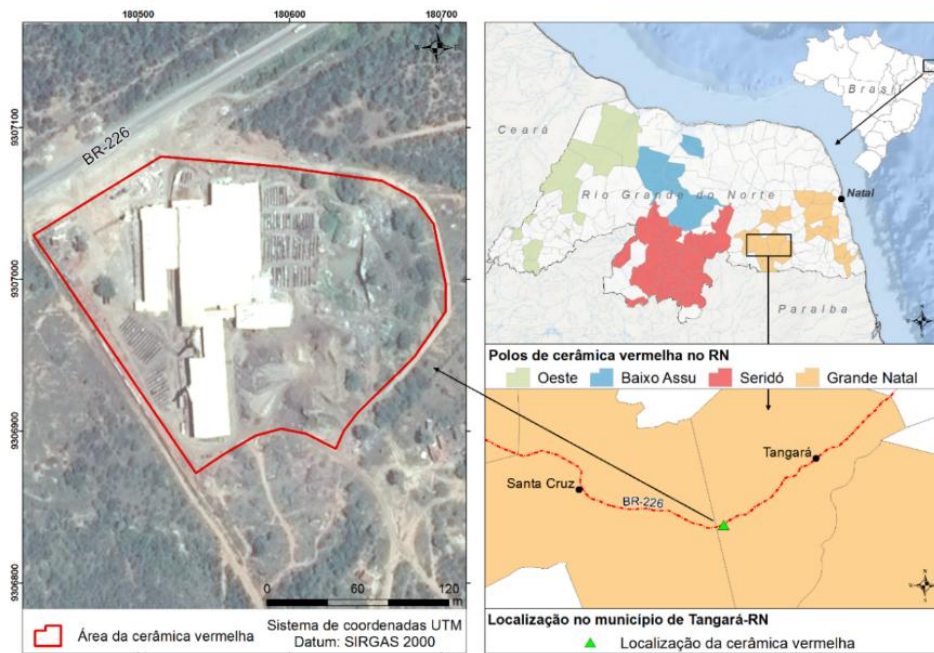 180500
180600
180700
9307100
9307000
9306900
9306800
N
BR-226
0
60
120
m
Área da cerâmica vermelha
Sistema de coordenadas UTM
Datum: SIRGAS 2000
Brasil
Ceará
Rio Grande do Norte
Natal
Paraíba
Polos de cerâmica vermelha no RN
Oeste
Baixo Assu
Seridó
Grande Natal
Tangará
Santa Cruz
BR-226
Localização no município de Tangará-RN
Localização da cerâmica vermelha